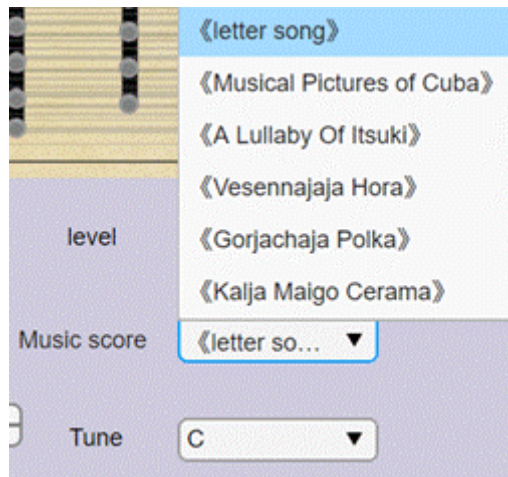 《letter song》
《Musical Pictures of Cuba》
《A Lullaby Of Itsuki》
《Vesennajaja Hora》
《Gorjachaja Polka》
《Kalja Maigo Cerama》
level
Music score 《letter so... ▼
Tune C ▼